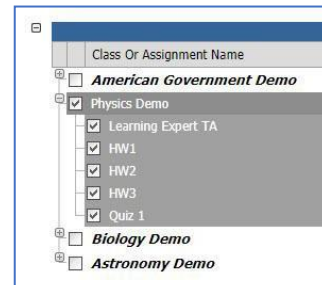 Class Or Assignment Name
American Government Demo
Physics Demo
Learning Expert TA
HW1
HW2
HW3
Quiz 1
Biology Demo
Astronomy Demo